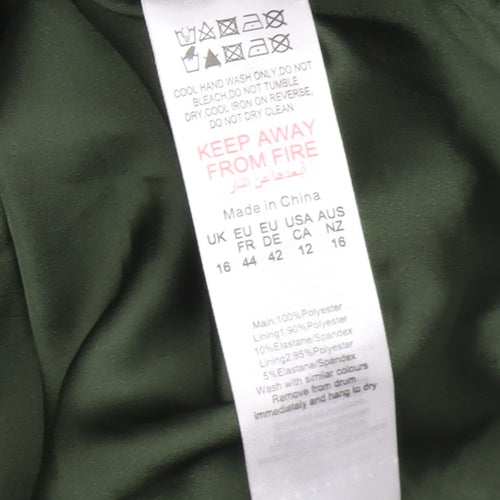 COOL HAND WASH ONLY.DO NOT
BLEACH.DO NOT TUMBLE
DRY.COOL IRON ON REVERSE.
DO NOT DRY CLEAN
KEEP AWAY
FROM FIRE
أبعدها عن النار
Made in China
UK EU EU USA AUS
FR DE CA NZ
16 44 42 12 16
Main:100%Polyester
Lining1:90%Polyester
10%Elastane/Spandex
Lining2:95%Polyester
5%Elastane/Spandex
Wash with similar colours
Remove from drum
Immediately and hang to dry